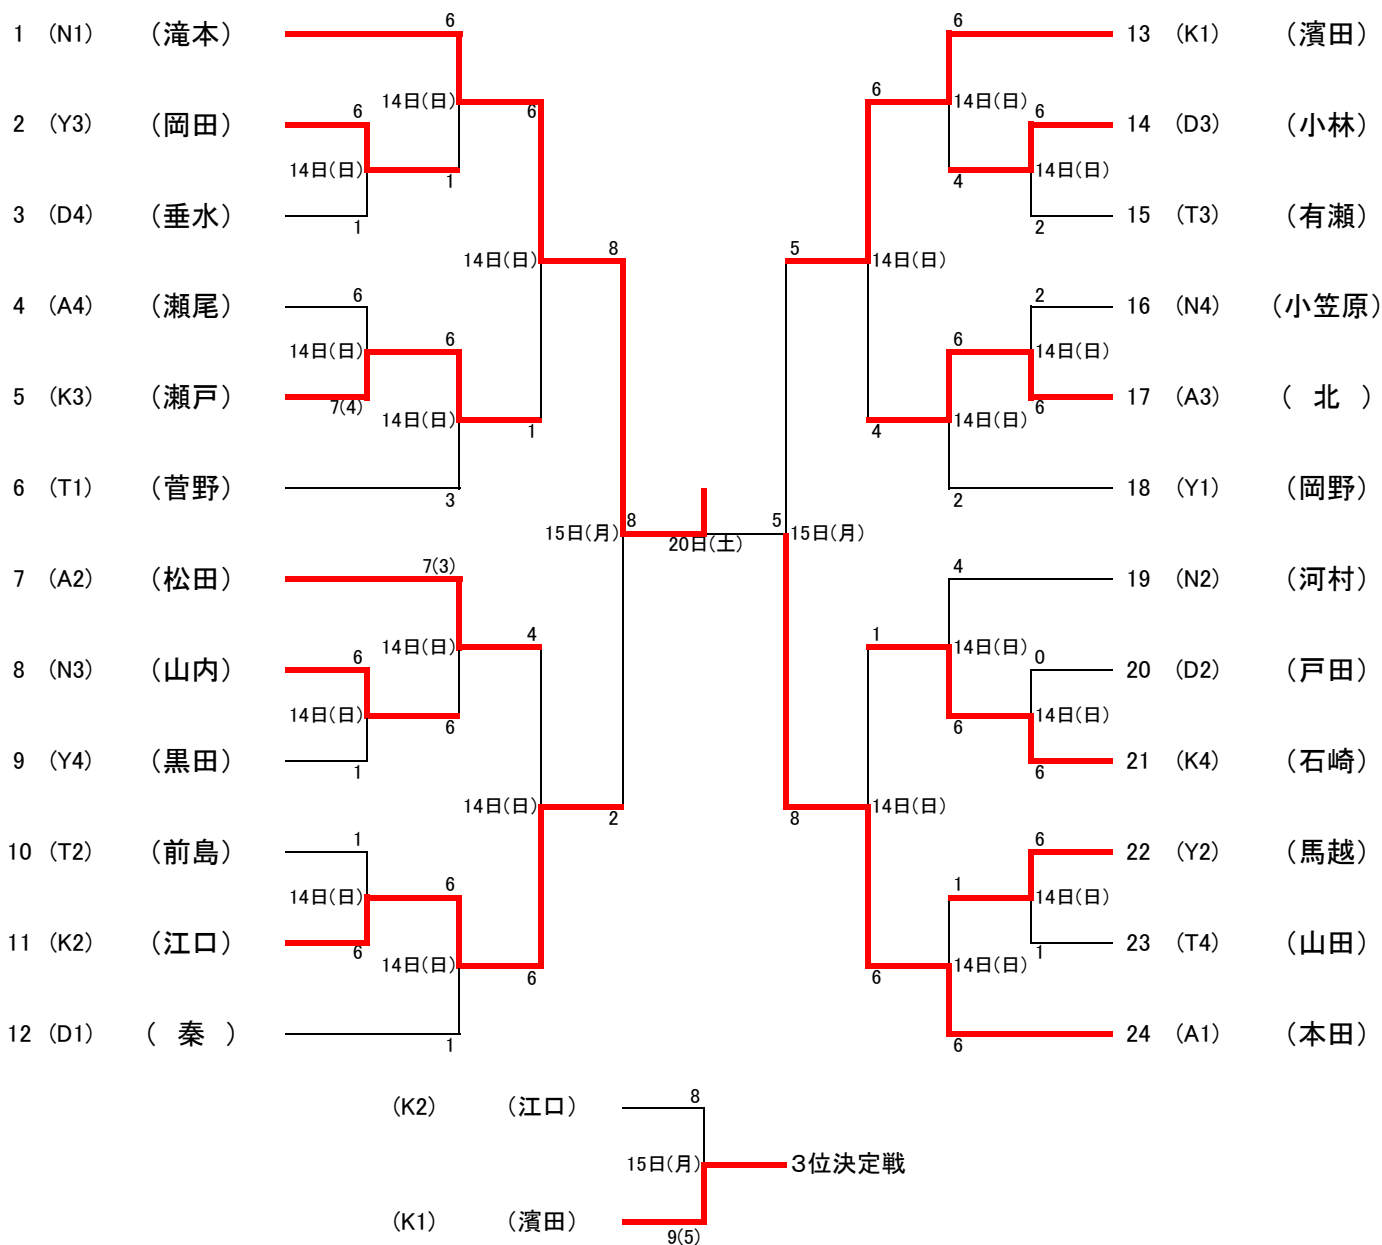 1 (N1) （滝本）
6
14日(日)
6
2 (Y3) （岡田）
6
14日(日)
1
3 (D4) （垂水）
1
14日(日)
8
4 (A4) （瀬尾）
6
14日(日)
6
5 (K3) （瀬戸）
7(4)
14日(日)
1
6 (T1) （菅野）
3
15日(月)
8
20日(土)
7 (A2) （松田）
7(3)
14日(日)
4
8 (N3) （山内）
6
14日(日)
6
9 (Y4) （黒田）
1
14日(日)
2
10 (T2) （前島）
1
14日(日)
6
11 (K2) （江口）
6
14日(日)
6
12 (D1) （ 秦 ）
1
6
13 (K1) （濱田）
6
14日(日)
6
14 (D3) （小林）
4
14日(日)
15 (T3) （有瀬）
2
5
14日(日)
2
16 (N4) （小笠原）
6
14日(日)
17 (A3) （ 北 ）
6
4
14日(日)
18 (Y1) （岡野）
2
5
15日(月)
4
19 (N2) （河村）
1
14日(日)
0
20 (D2) （戸田）
6
14日(日)
21 (K4) （石崎）
6
8
14日(日)
6
22 (Y2) （馬越）
1
14日(日)
23 (T4) （山田）
1
6
14日(日)
24 (A1) （本田）
6
(K2) （江口）
8
15日(月)
3位決定戦
(K1) （濱田）
9(5)